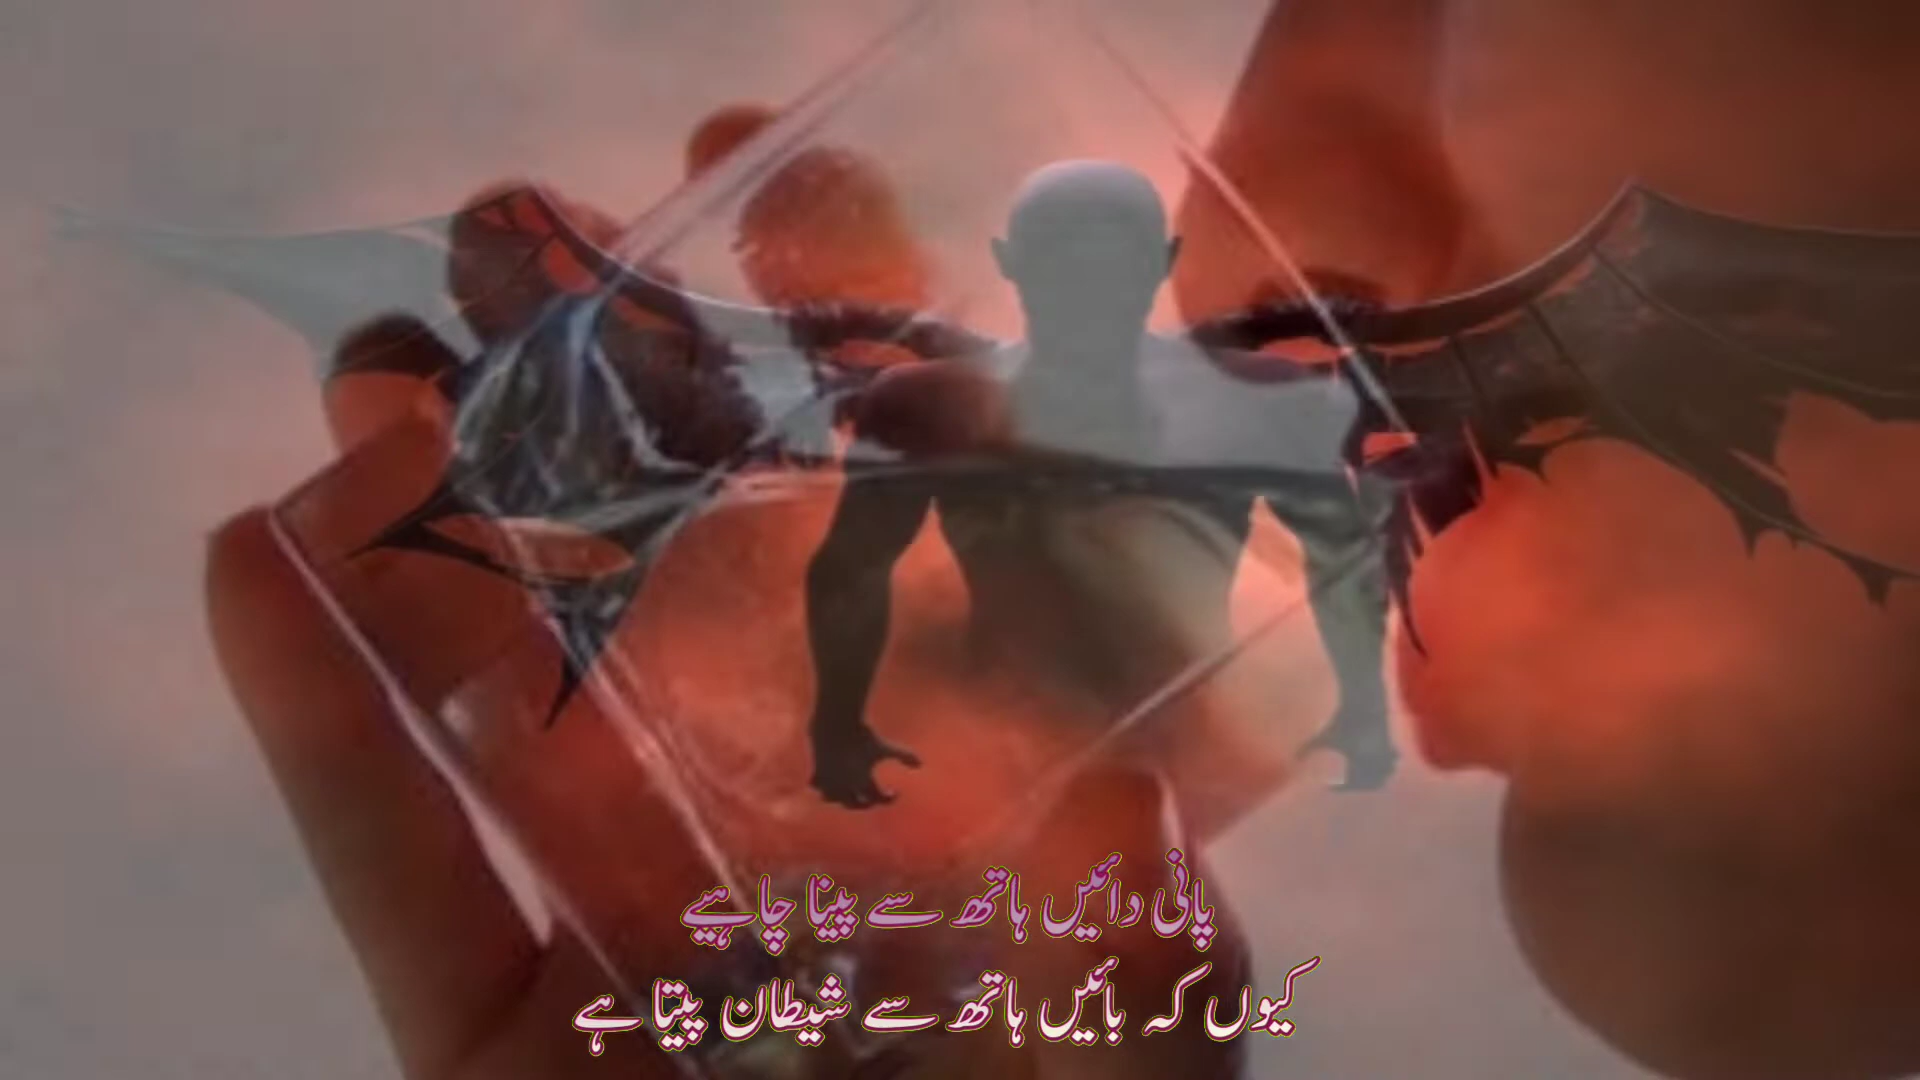 پانی دائیں ہاتھ سے پینا چاہیے
کیوں کہ بائیں ہاتھ سے شیطان پیتا ہے